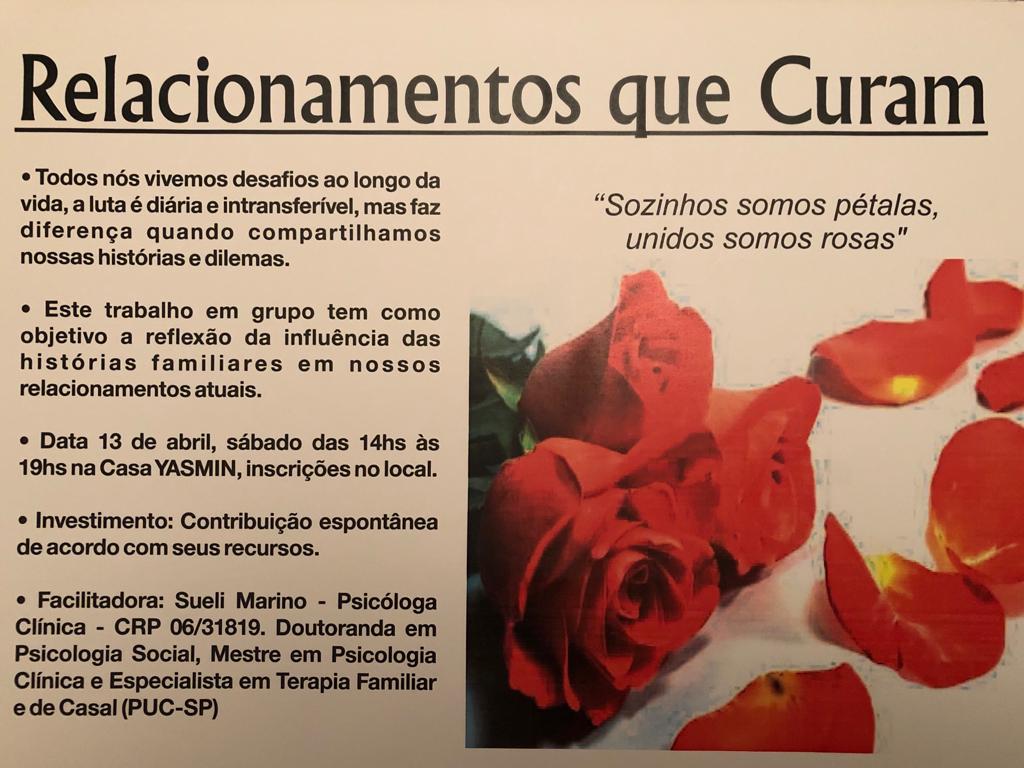 Relacionamentos que Curam
• Todos nós vivemos desafios ao longo da
vida, a luta é diária e intransferível, mas faz
diferença quando compartilhamos
nossas histórias e dilemas.
• Este trabalho em grupo tem como
objetivo a reflexão da influência das
histórias familiares em nossos
relacionamentos atuais.
• Data 13 de abril, sábado das 14hs às
19hs na Casa YASMIN, inscrições no local.
• Investimento: Contribuição espontânea
de acordo com seus recursos.
• Facilitadora: Sueli Marino - Psicóloga
Clínica - CRP 06/31819. Doutoranda em
Psicologia Social, Mestre em Psicologia
Clínica e Especialista em Terapia Familiar
e de Casal (PUC-SP)
“Sozinhos somos pétalas,
unidos somos rosas"